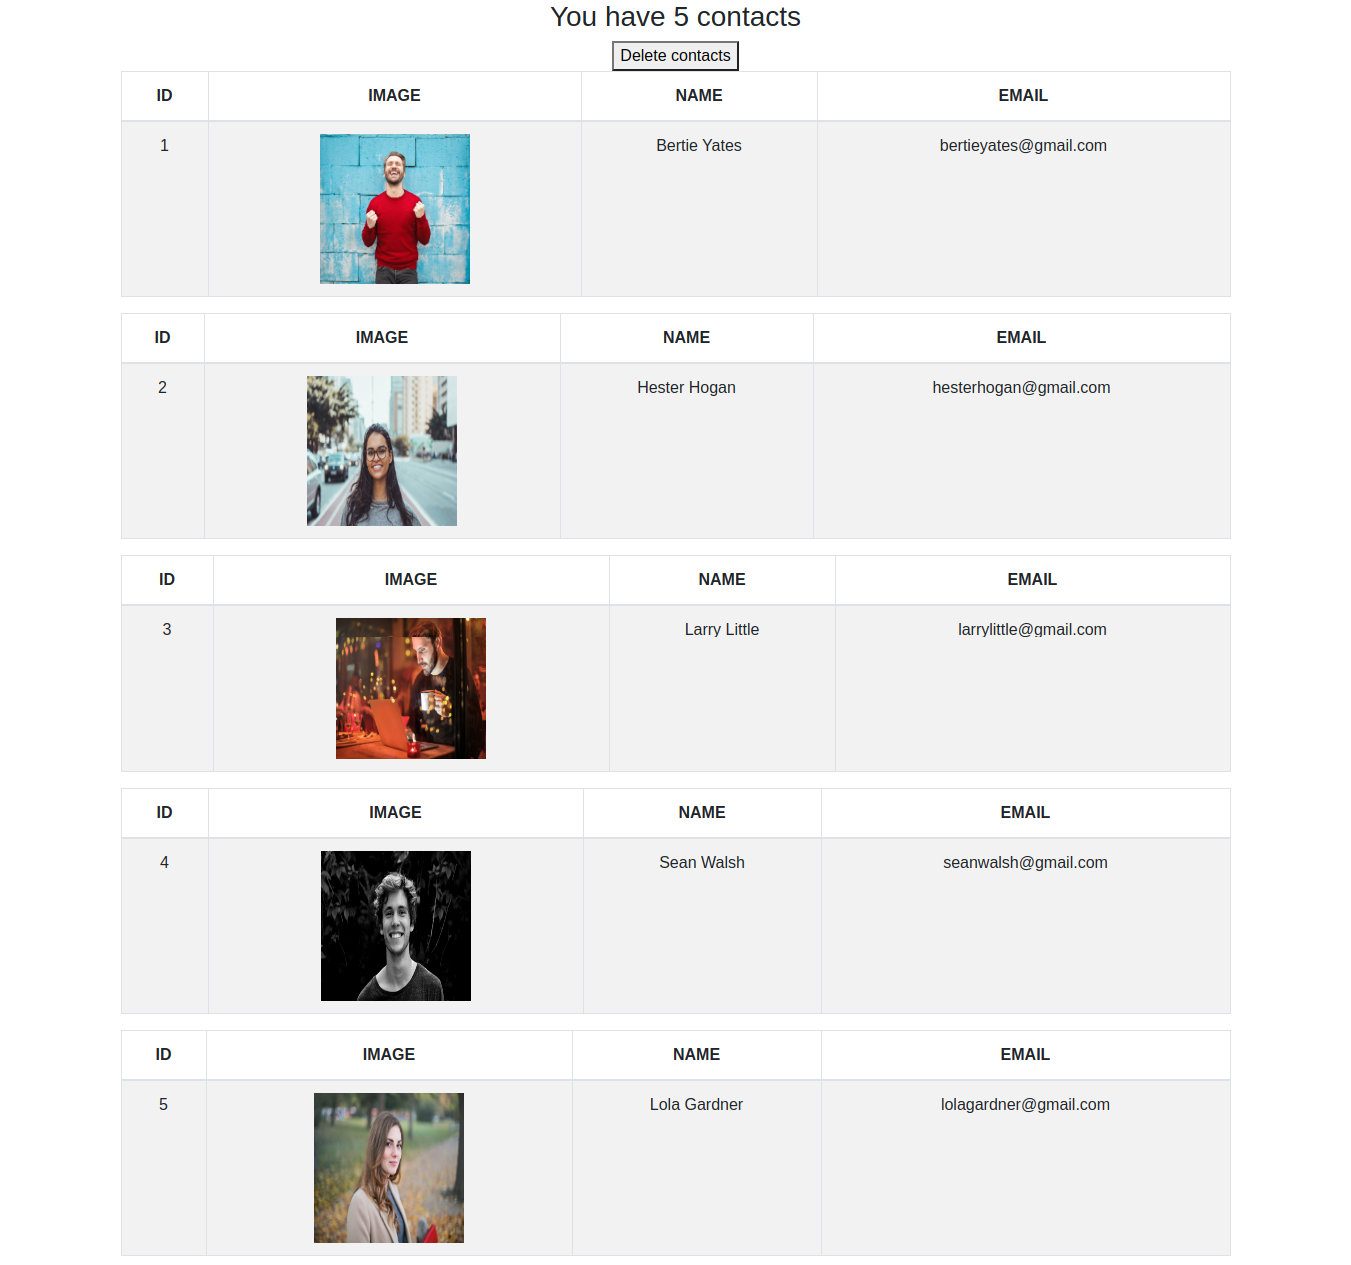 You have 5 contacts
Delete contacts
ID IMAGE NAME EMAIL
1 Bertie Yates bertieyates@gmail.com
ID IMAGE NAME EMAIL
2 Hester Hogan hesterhogan@gmail.com
ID IMAGE NAME EMAIL
3 Larry Little larrylittle@gmail.com
ID IMAGE NAME EMAIL
4 Sean Walsh seanwalsh@gmail.com
ID IMAGE NAME EMAIL
5 Lola Gardner lolagardner@gmail.com